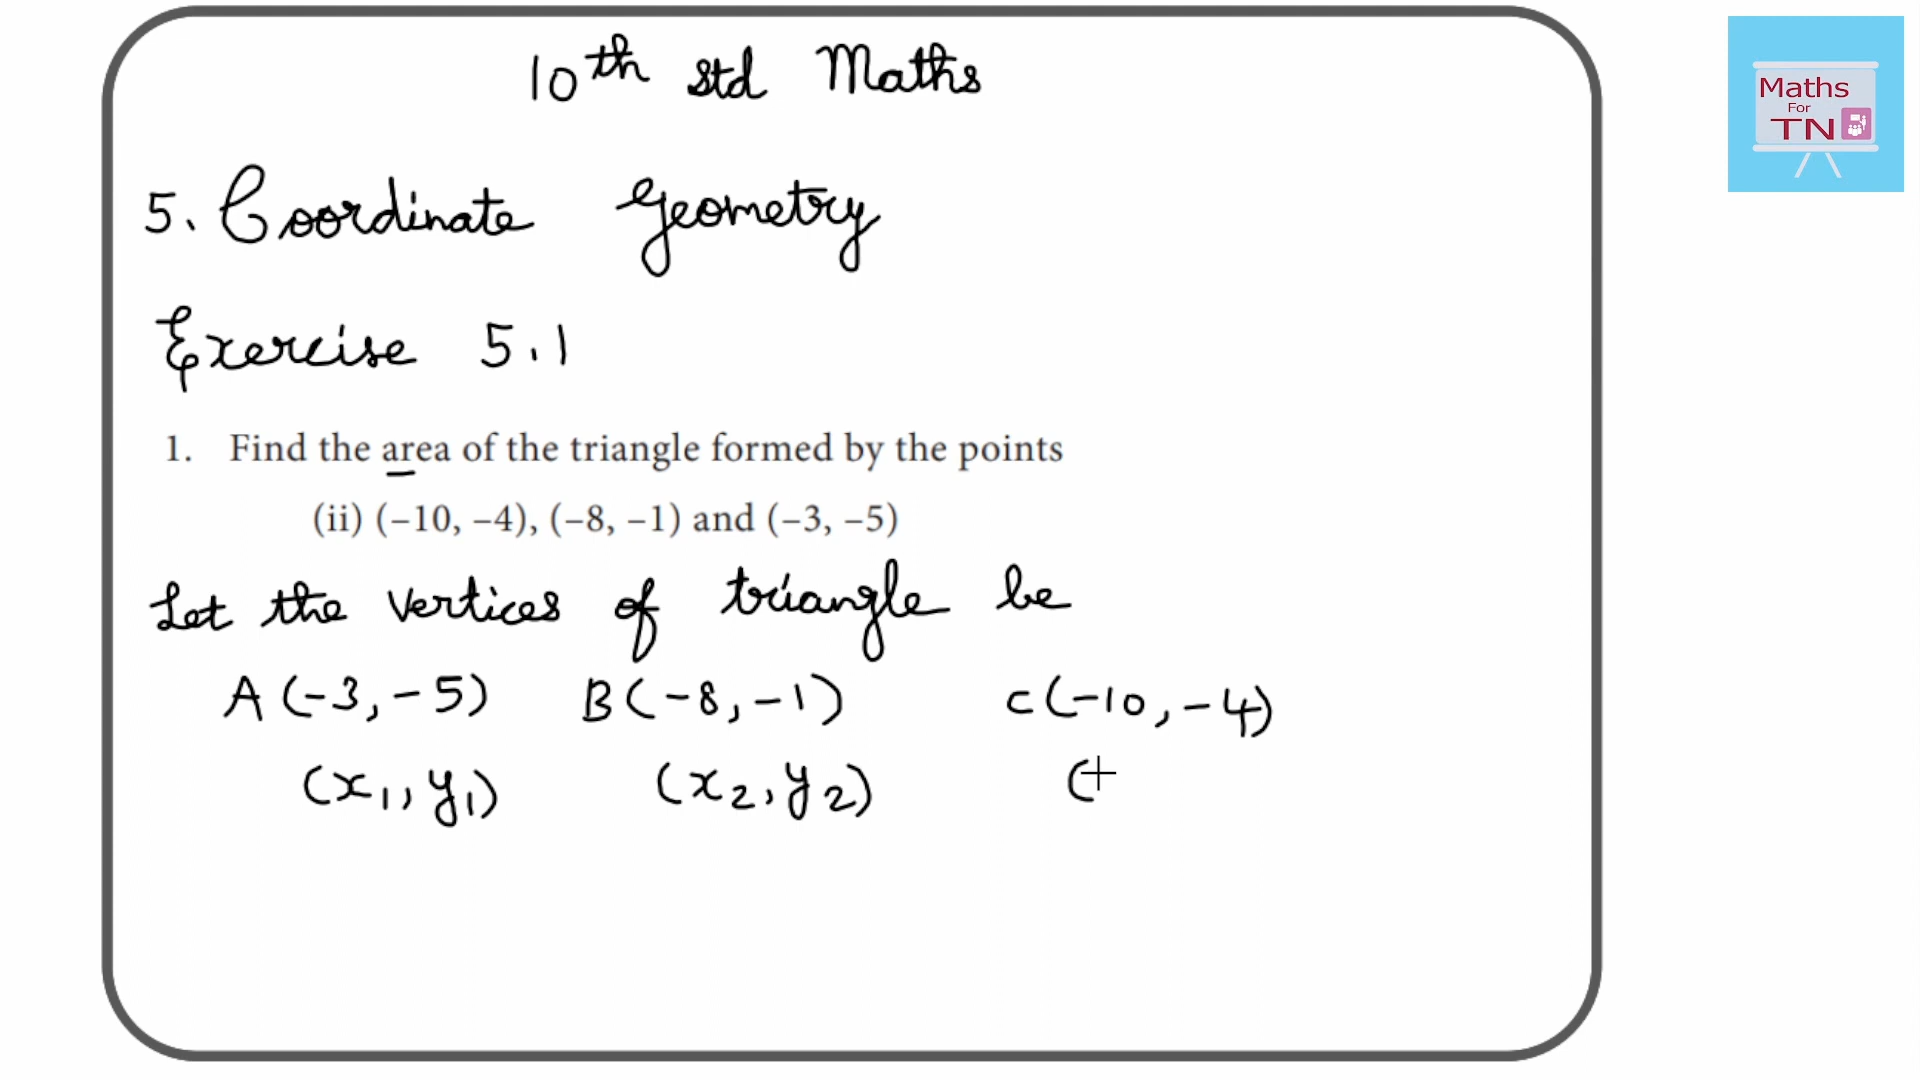 10th std Maths
Maths
For
TN
5. Coordinate Geometry
Exercise 5.1
1. Find the area of the triangle formed by the points
(ii) (–10, –4), (–8, –1) and (–3, –5)
Let the vertices of triangle be
A(-3,-5) B(-8,-1) C(-10,-4)
(x₁, y₁) (x₂, y₂) (